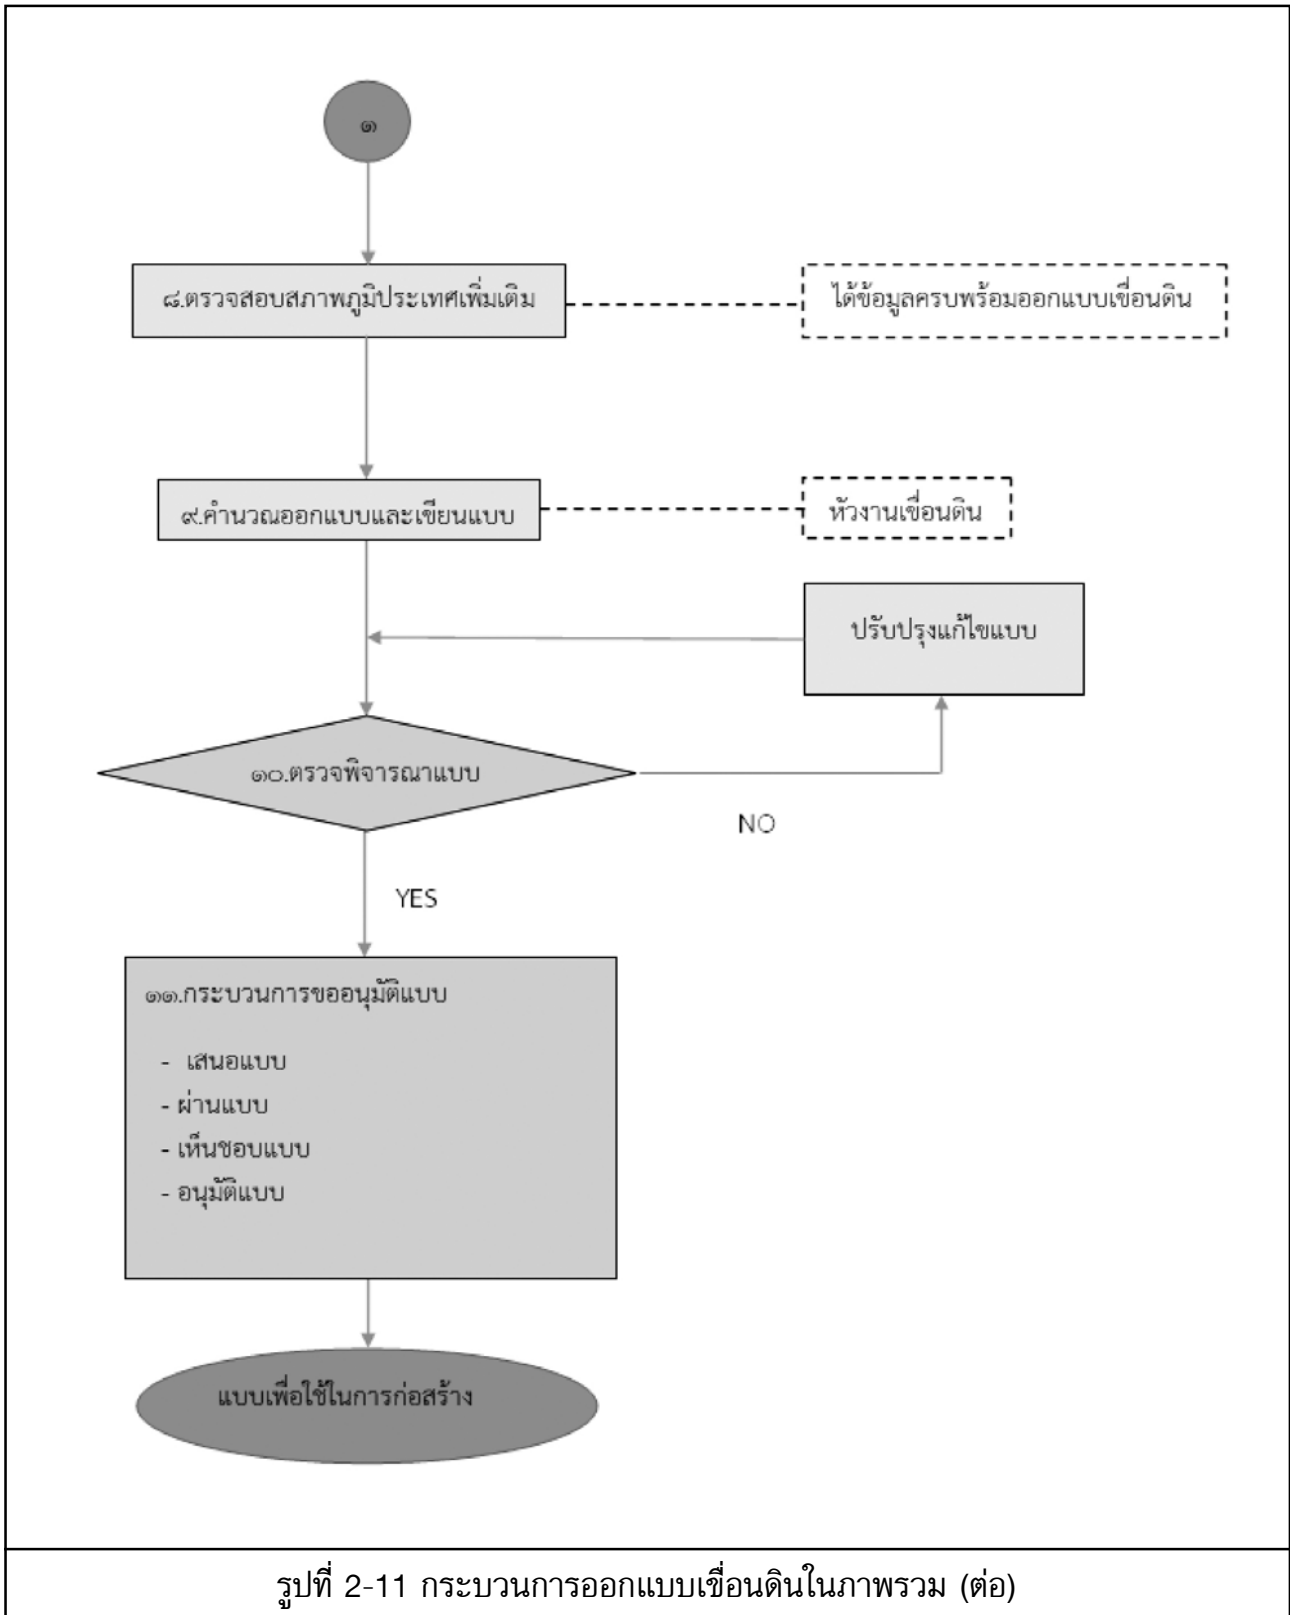 ๑
๘.ตรวจสอบสภาพภูมิประเทศเพิ่มเติม
ได้ข้อมูลครบพร้อมออกแบบเขื่อนดิน
๙.คำนวณออกแบบและเขียนแบบ
หัวงานเขื่อนดิน
ปรับปรุงแก้ไขแบบ
๑๐.ตรวจพิจารณาแบบ
NO
YES
๑๑.กระบวนการขออนุมัติแบบ
- เสนอแบบ
- ผ่านแบบ
- เห็นชอบแบบ
- อนุมัติแบบ
แบบเพื่อใช้ในการก่อสร้าง
รูปที่ 2-11 กระบวนการออกแบบเขื่อนดินในภาพรวม (ต่อ)